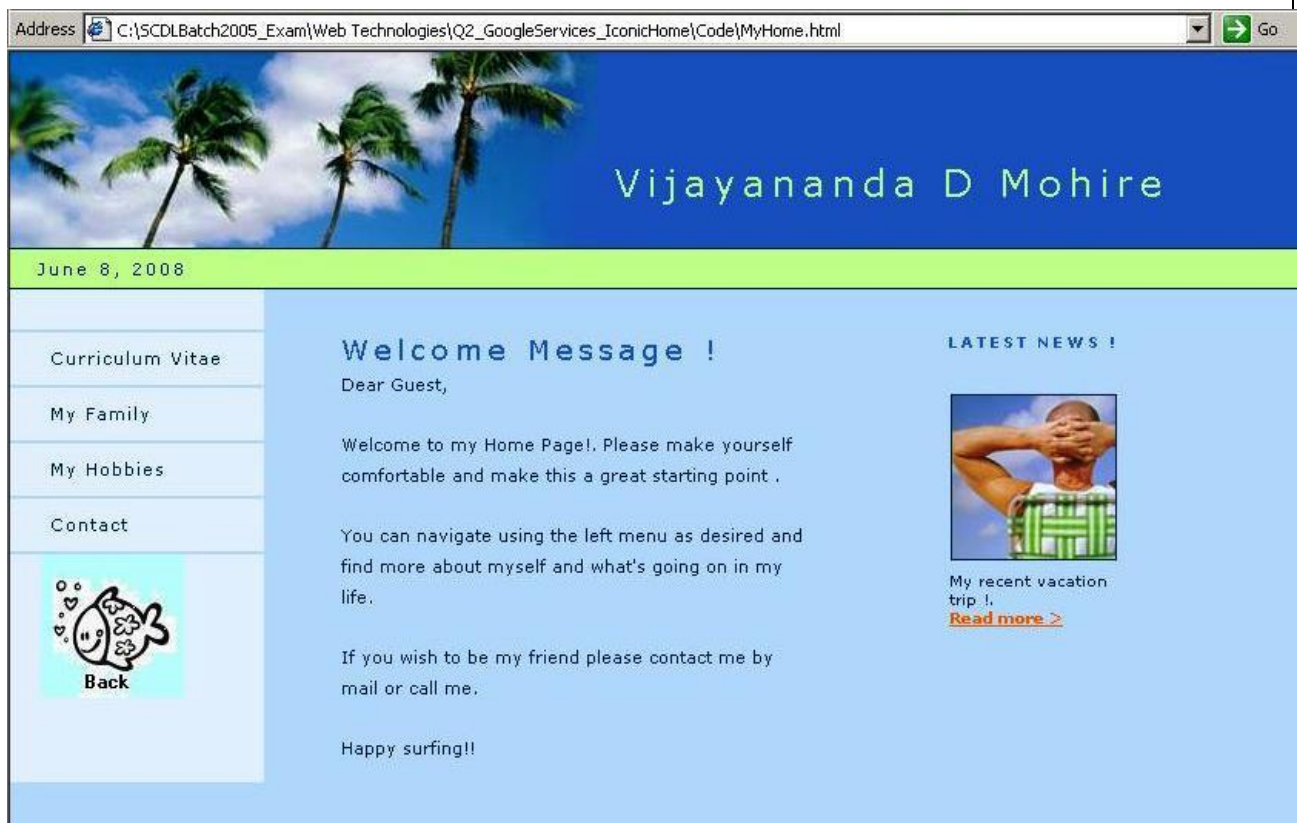 Address C:\SCDLBatch2005_Exam\Web Technologies\Q2_GoogleServices_IconicHome\Code\MyHome.html Go
Vijayananda D Mohire
June 8, 2008
Curriculum Vitae
My Family
My Hobbies
Contact
Back
Welcome Message !
Dear Guest,
Welcome to my Home Page!. Please make yourself
comfortable and make this a great starting point .
You can navigate using the left menu as desired and
find more about myself and what's going on in my
life.
If you wish to be my friend please contact me by
mail or call me.
Happy surfing!!
LATEST NEWS !
My recent vacation
trip !.
Read more >